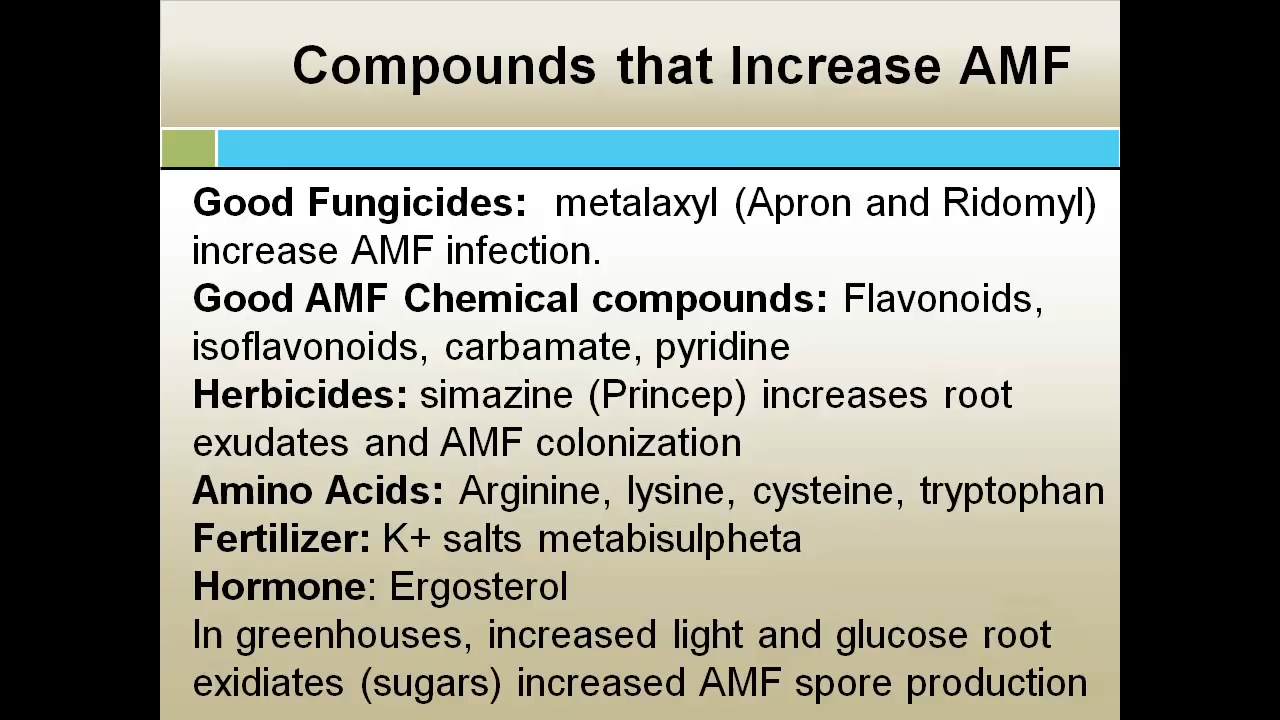 Compounds that Increase AMF
Good Fungicides: metalaxyl (Apron and Ridomyl)
increase AMF infection.
Good AMF Chemical compounds: Flavonoids,
isoflavonoids, carbamate, pyridine
Herbicides: simazine (Princep) increases root
exudates and AMF colonization
Amino Acids: Arginine, lysine, cysteine, tryptophan
Fertilizer: K+ salts metabisulpheta
Hormone: Ergosterol
In greenhouses, increased light and glucose root
exidiates (sugars) increased AMF spore production